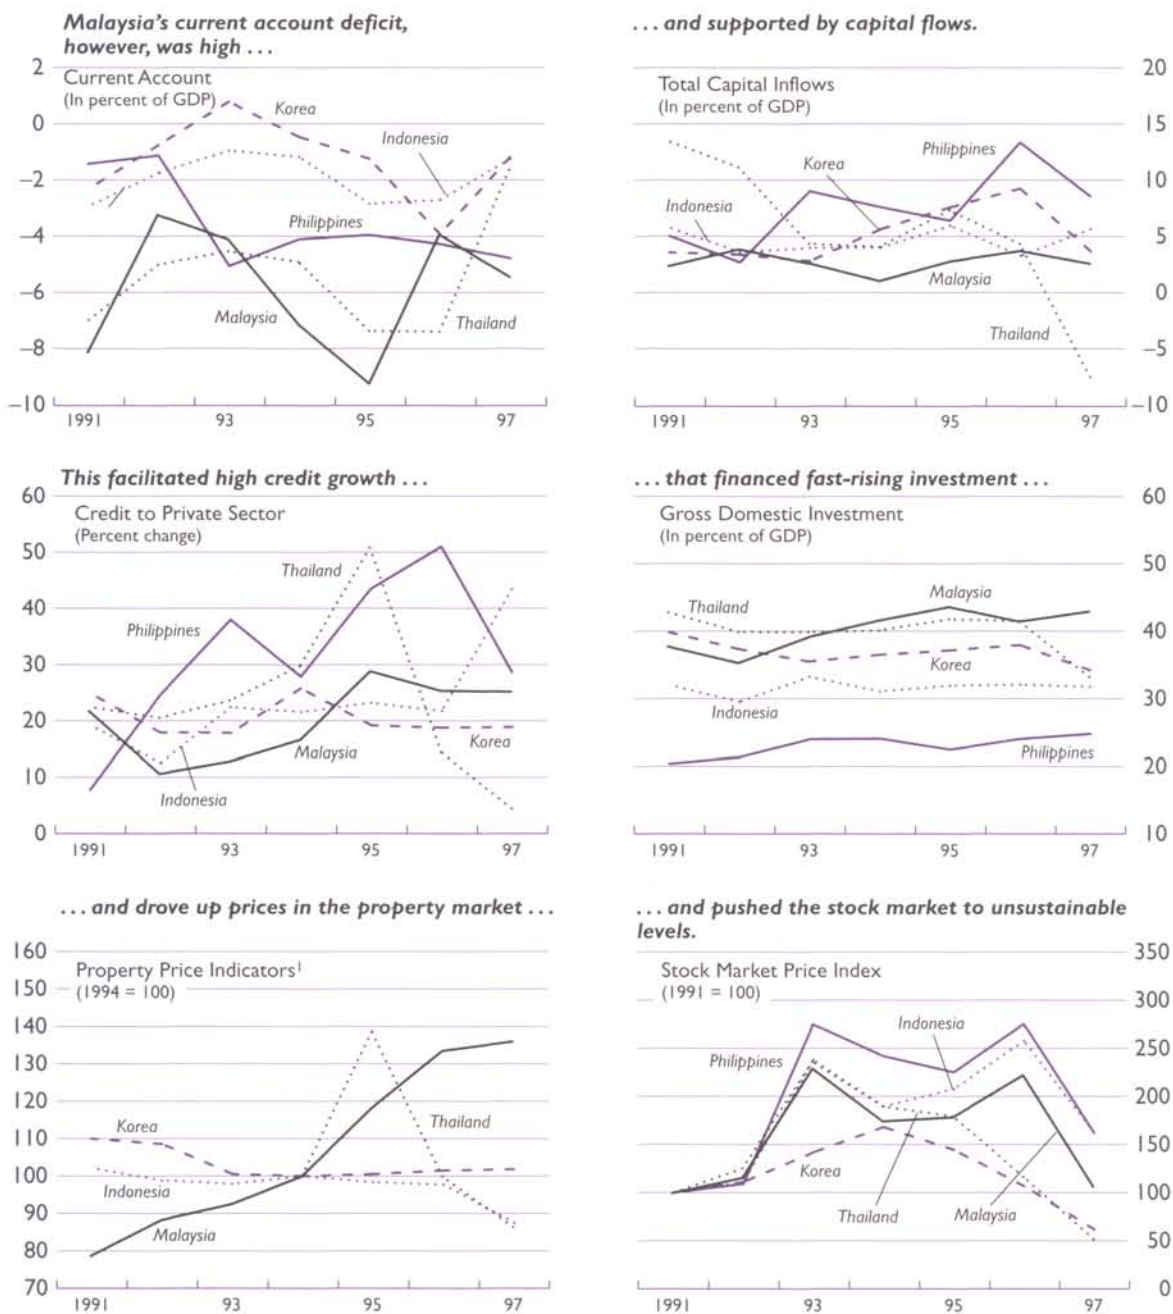 Malaysia's current account deficit,
however, was high ...
2
0
–2
–4
–6
–8
–10
Current Account
(In percent of GDP)
Korea
Indonesia
Philippines
Malaysia
Thailand
1991
93
95
97
... and supported by capital flows.
20
15
10
5
0
–5
–10
Total Capital Inflows
(In percent of GDP)
Philippines
Korea
Indonesia
Malaysia
Thailand
1991
93
95
97
This facilitated high credit growth ...
60
50
40
30
20
10
0
Credit to Private Sector
(Percent change)
Thailand
Philippines
Korea
Malaysia
Indonesia
1991
93
95
97
... that financed fast-rising investment ...
60
50
40
30
20
10
Gross Domestic Investment
(In percent of GDP)
Malaysia
Thailand
Korea
Indonesia
Philippines
1991
93
95
97
... and drove up prices in the property market ...
160
150
140
130
120
110
100
90
80
70
Property Price Indicators¹
(1994 = 100)
Korea
Thailand
Indonesia
Malaysia
1991
93
95
97
... and pushed the stock market to unsustainable
levels.
350
300
250
200
150
100
50
0
Stock Market Price Index
(1991 = 100)
Indonesia
Philippines
Korea
Thailand
Malaysia
1991
93
95
97